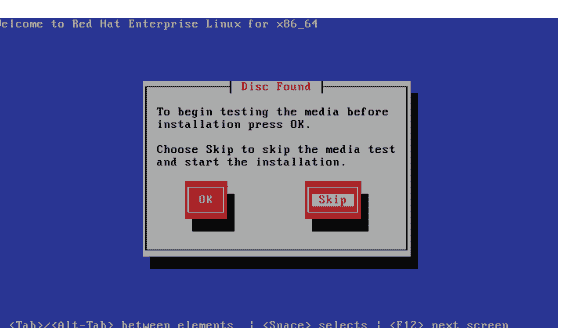 Welcome to Red Hat Enterprise Linux for x86_64
Disc Found
To begin testing the media before
installation press OK.
Choose Skip to skip the media test
and start the installation.
OK Skip
<Tab>/<Alt-Tab> between elements | <Space> selects | <F12> next screen